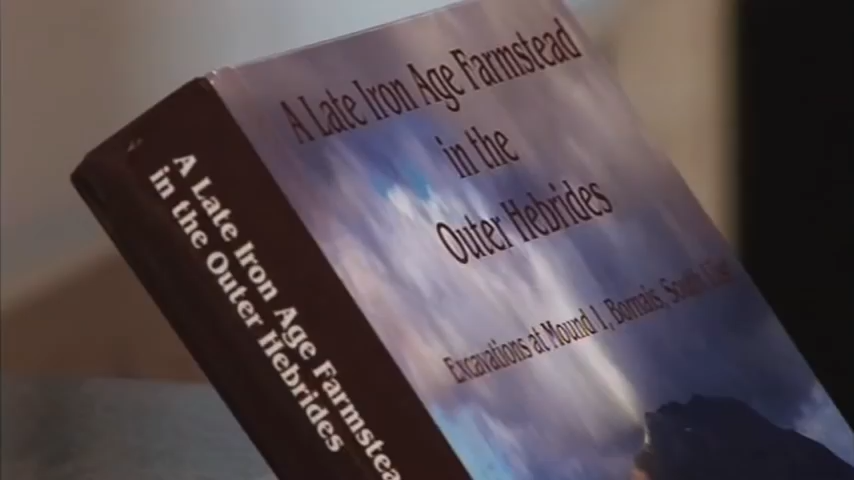 A Late Iron Age Farmstead
in the
Outer Hebrides
Excavations at Mound 1, Bornais, South Uist
A Late Iron Age Farmstea
in the Outer Hebrides